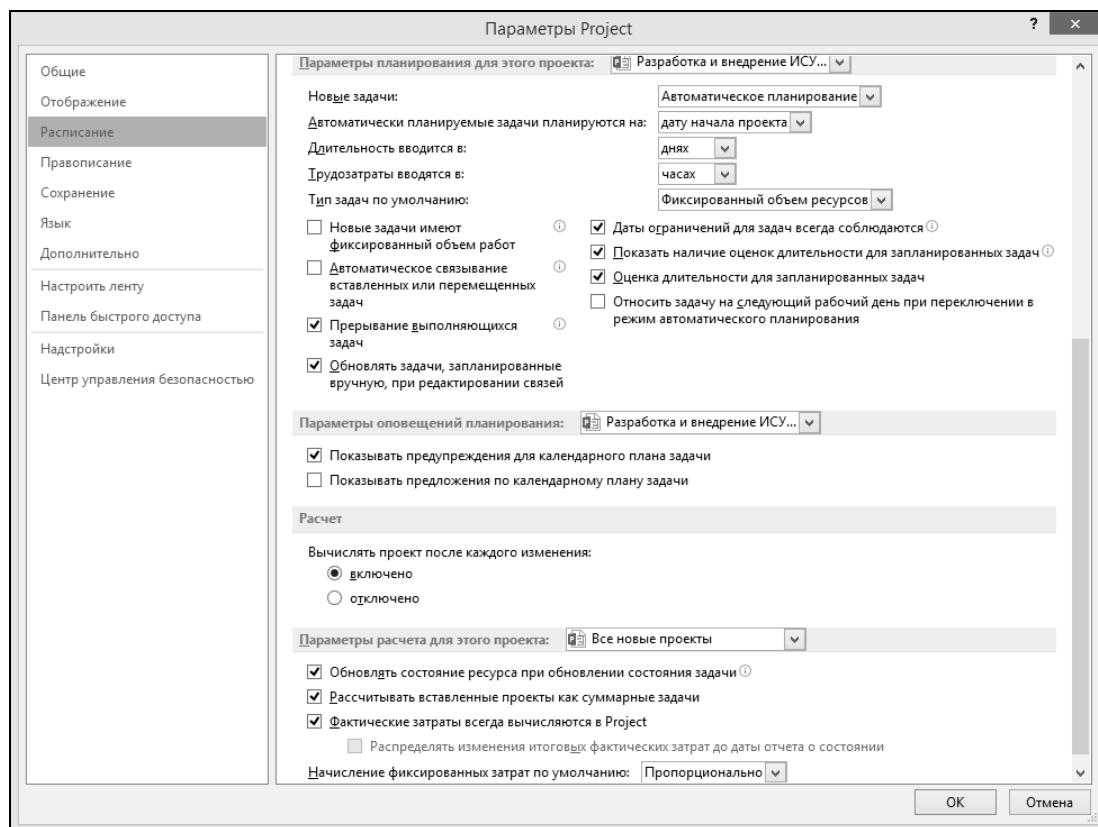 Параметры Project
?
Общие
Отображение
Расписание
Правописание
Сохранение
Язык
Дополнительно
Настроить ленту
Панель быстрого доступа
Надстройки
Центр управления безопасностью
Параметры планирования для этого проекта: Разработка и внедрение ИСУ...
Новые задачи: Автоматическое планирование
Автоматически планируемые задачи планируются на: дату начала проекта
Длительность вводится в: днях
Трудозатраты вводятся в: часах
Тип задач по умолчанию: Фиксированный объем ресурсов
Новые задачи имеют
фиксированный объем работ
Автоматическое связывание
вставленных или перемещенных
задач
Прерывание выполняющихся
задач
Обновлять задачи, запланированные
вручную, при редактировании связей
Даты ограничений для задач всегда соблюдаются
Показать наличие оценок длительности для запланированных задач
Оценка длительности для запланированных задач
Относить задачу на следующий рабочий день при переключении в
режим автоматического планирования
Параметры оповещений планирования: Разработка и внедрение ИСУ...
Показывать предупреждения для календарного плана задачи
Показывать предложения по календарному плану задачи
Расчет
Вычислять проект после каждого изменения:
включено
отключено
Параметры расчета для этого проекта: Все новые проекты
Обновлять состояние ресурса при обновлении состояния задачи
Рассчитывать вставленные проекты как суммарные задачи
Фактические затраты всегда вычисляются в Project
Распределять изменения итоговых фактических затрат до даты отчета о состоянии
Начисление фиксированных затрат по умолчанию: Пропорционально
ОК
Отмена